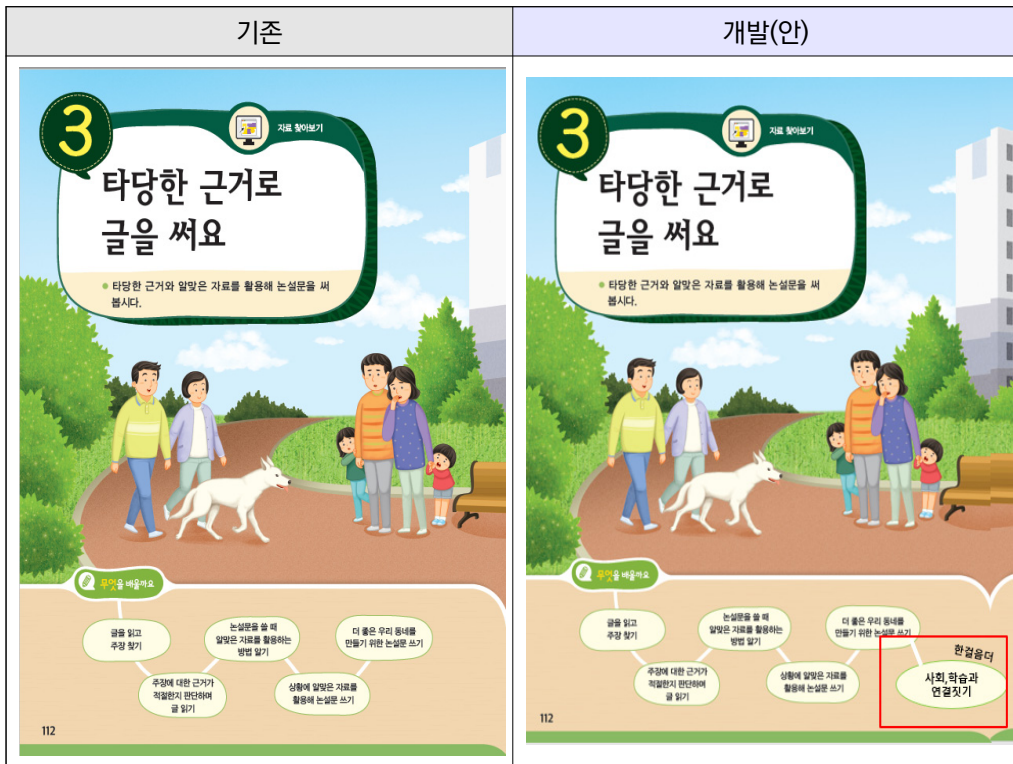 기존
개발(안)
3
자료 찾아보기
타당한 근거로
글을 써요
타당한 근거와 알맞은 자료를 활용해 논설문을 써
봅시다.
무엇을 배울까요
글을 읽고
주장 찾기
주장에 대한 근거가
적절한지 판단하며
글 읽기
논설문을 쓸 때
알맞은 자료를 활용하는
방법 알기
상황에 알맞은 자료를
활용해 논설문 쓰기
더 좋은 우리 동네를
만들기 위한 논설문 쓰기
112
3
자료 찾아보기
타당한 근거로
글을 써요
타당한 근거와 알맞은 자료를 활용해 논설문을 써
봅시다.
무엇을 배울까요
글을 읽고
주장 찾기
주장에 대한 근거가
적절한지 판단하며
글 읽기
논설문을 쓸 때
알맞은 자료를 활용하는
방법 알기
상황에 알맞은 자료를
활용해 논설문 쓰기
더 좋은 우리 동네를
만들기 위한 논설문 쓰기
한걸음더
사회,학습과
연결짓기
112